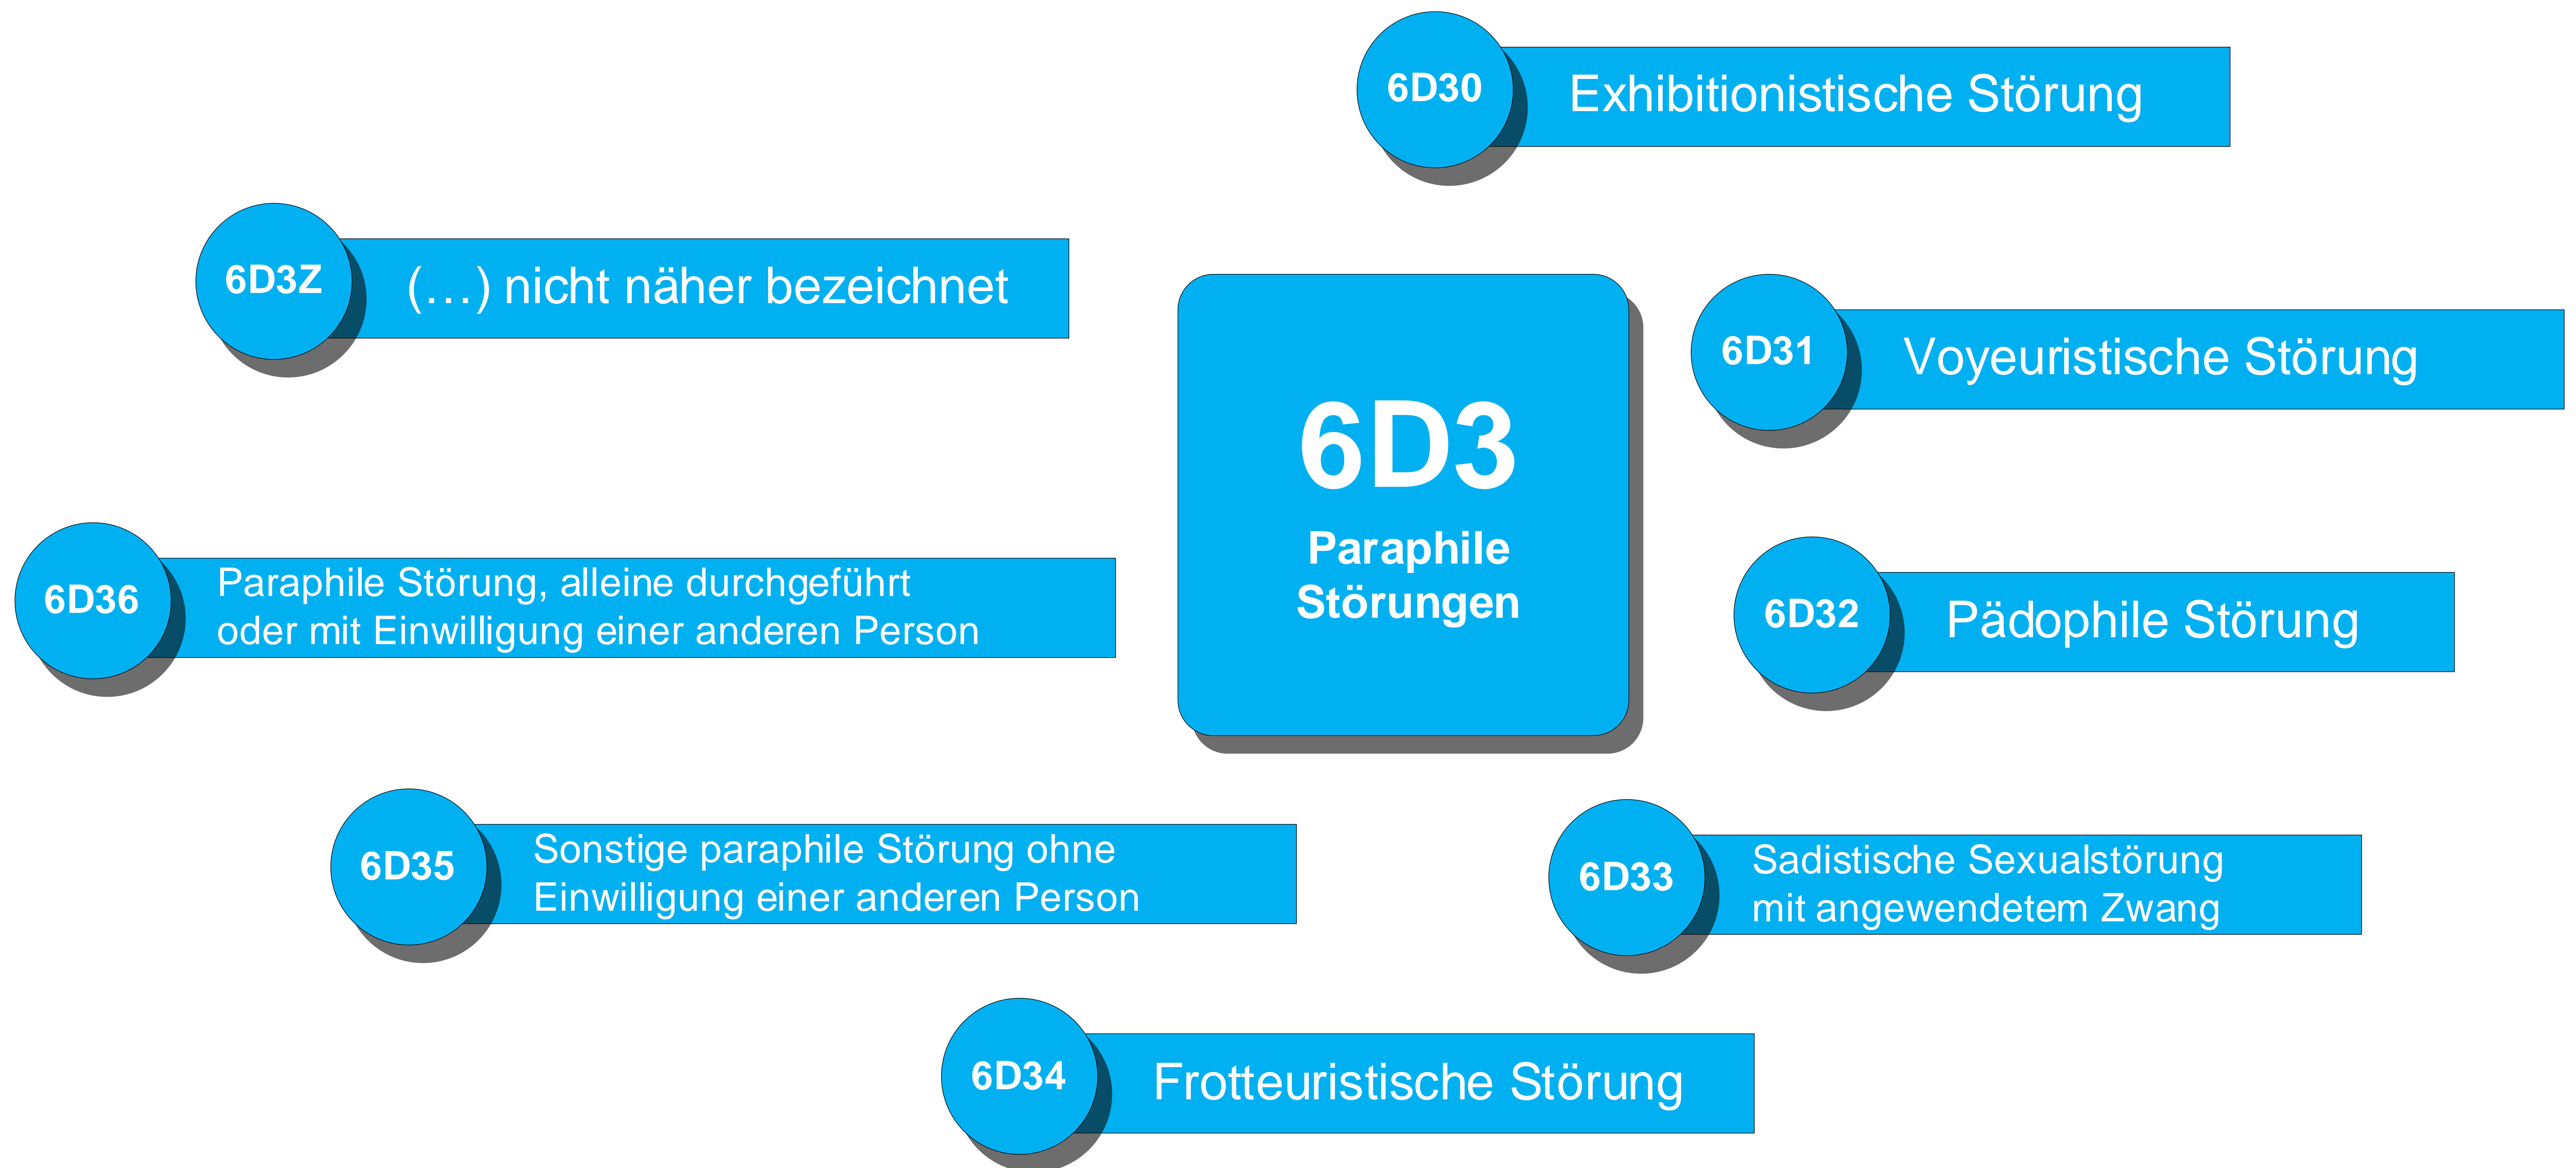 6D3
Paraphile
Störungen
6D30
Exhibitionistische Störung
6D31
Voyeuristische Störung
6D32
Pädophile Störung
6D33
Sadistische Sexualstörung
mit angewendetem Zwang
6D34
Frotteuristische Störung
6D35
Sonstige paraphile Störung ohne
Einwilligung einer anderen Person
6D36
Paraphile Störung, alleine durchgeführt
oder mit Einwilligung einer anderen Person
6D3Z
(…) nicht näher bezeichnet